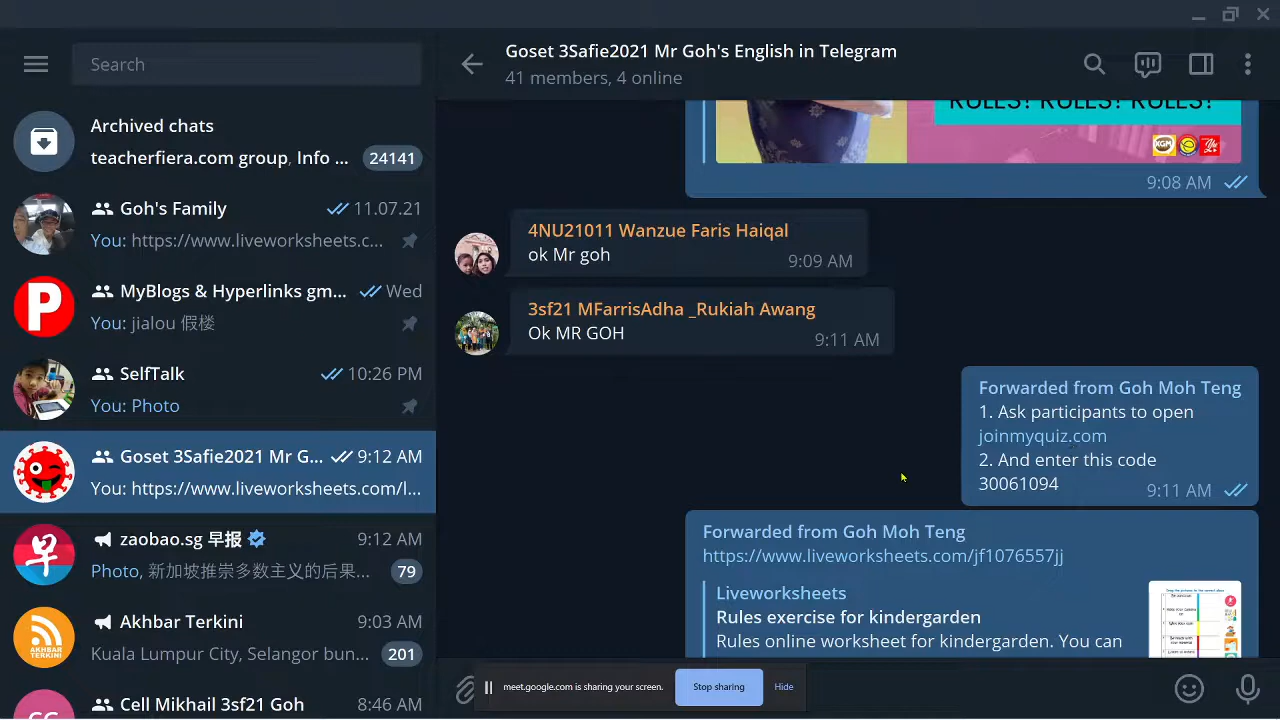 Search
Archived chats
teacherfiera.com group, Info ...
24141
Goh's Family
11.07.21
You: https://www.liveworksheets.c...
MyBlogs & Hyperlinks gm...
Wed
You: jialou 假楼
SelfTalk
10:26 PM
You: Photo
Goset 3Safie2021 Mr G...
9:12 AM
You: https://www.liveworksheets.com/l...
zaobao.sg 早报
9:12 AM
Photo, 新加坡推崇多数主义的后果...
79
Akhbar Terkini
9:03 AM
Kuala Lumpur City, Selangor bun...
201
Cell Mikhail 3sf21 Goh
8:46 AM
Goset 3Safie2021 Mr Goh's English in Telegram
41 members, 4 online
RULES! RULES! RULES!
9:08 AM
4NU21011 Wanzue Faris Haiqal
ok Mr goh
9:09 AM
3sf21 MFarrisAdha _Rukiah Awang
Ok MR GOH
9:11 AM
Forwarded from Goh Moh Teng
1. Ask participants to open
joinmyquiz.com
2. And enter this code
30061094
9:11 AM
Forwarded from Goh Moh Teng
https://www.liveworksheets.com/jf1076557jj
Liveworksheets
Rules exercise for kindergarden
Rules online worksheet for kindergarden. You can
meet.google.com is sharing your screen.
Stop sharing
Hide